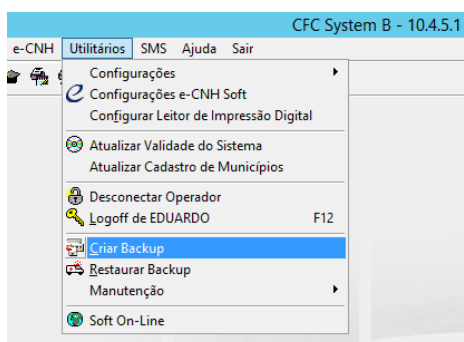 CFC System B - 10.4.5.1
e-CNH Utilitários SMS Ajuda Sair
Configurações
Configurações e-CNH Soft
Configurar Leitor de Impressão Digital
Atualizar Validade do Sistema
Atualizar Cadastro de Municípios
Desconectar Operador
Logoff de EDUARDO F12
Criar Backup
Restaurar Backup
Manutenção
Soft On-Line